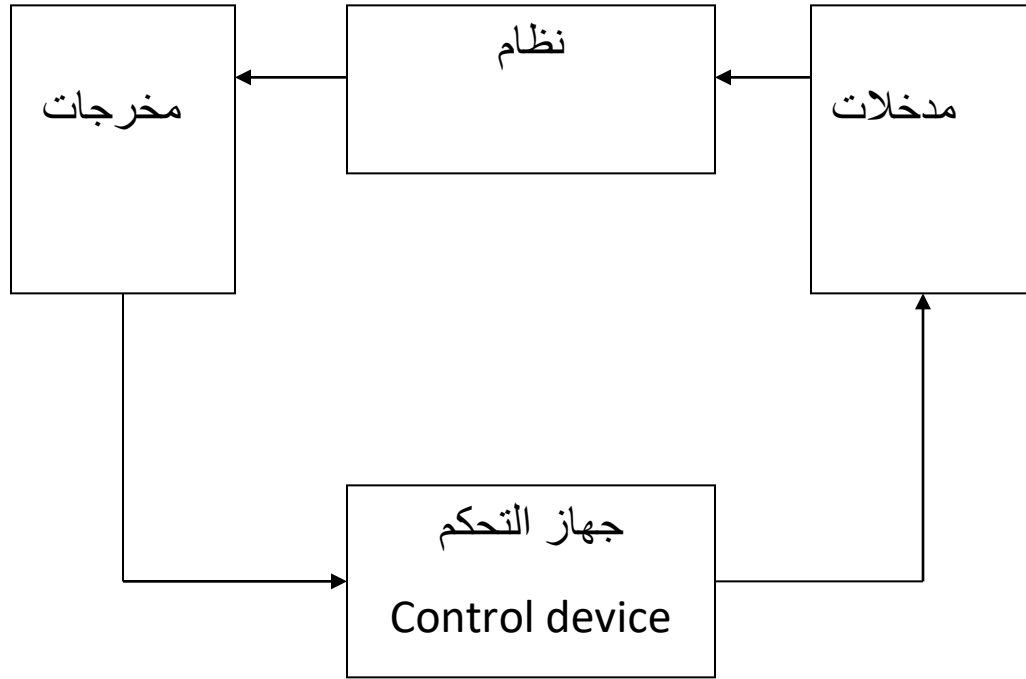 مدخلات
نظام
مخرجات
جهاز التحكم
Control device